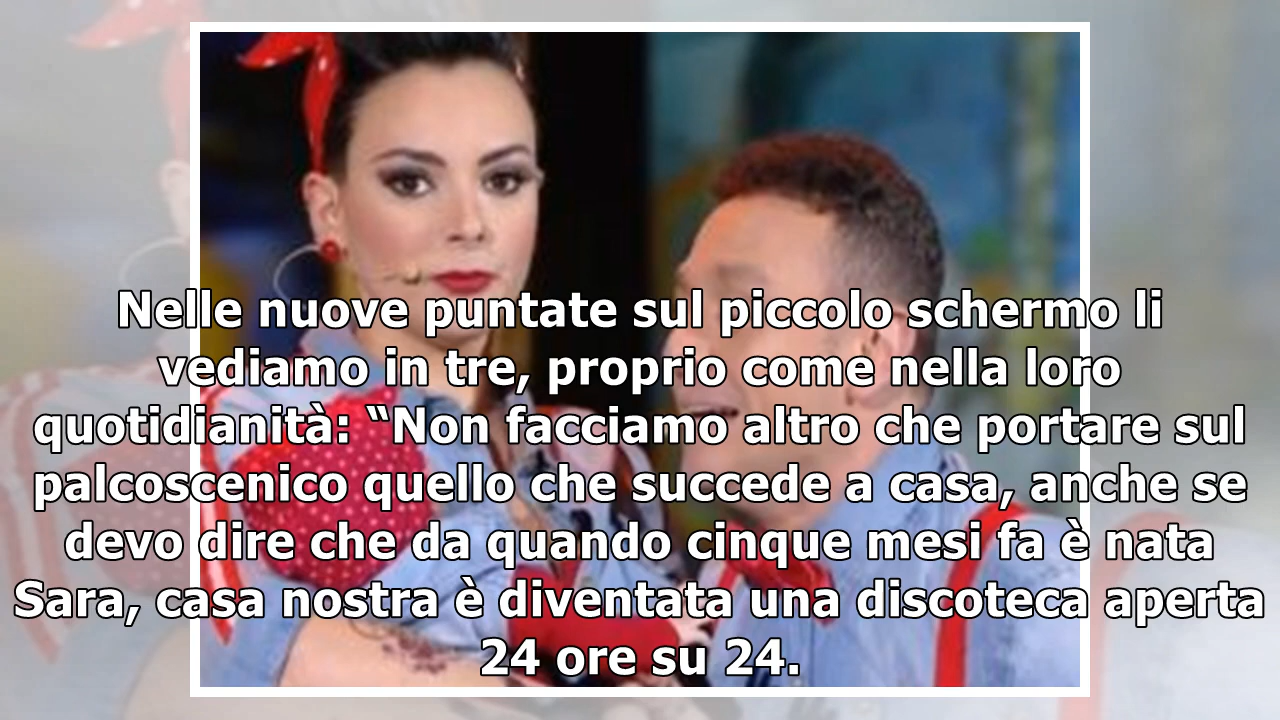 Nelle nuove puntate sul piccolo schermo li
vediamo in tre, proprio come nella loro
quotidianità: “Non facciamo altro che portare sul
palcoscenico quello che succede a casa, anche se
devo dire che da quando cinque mesi fa è nata
Sara, casa nostra è diventata una discoteca aperta
24 ore su 24.